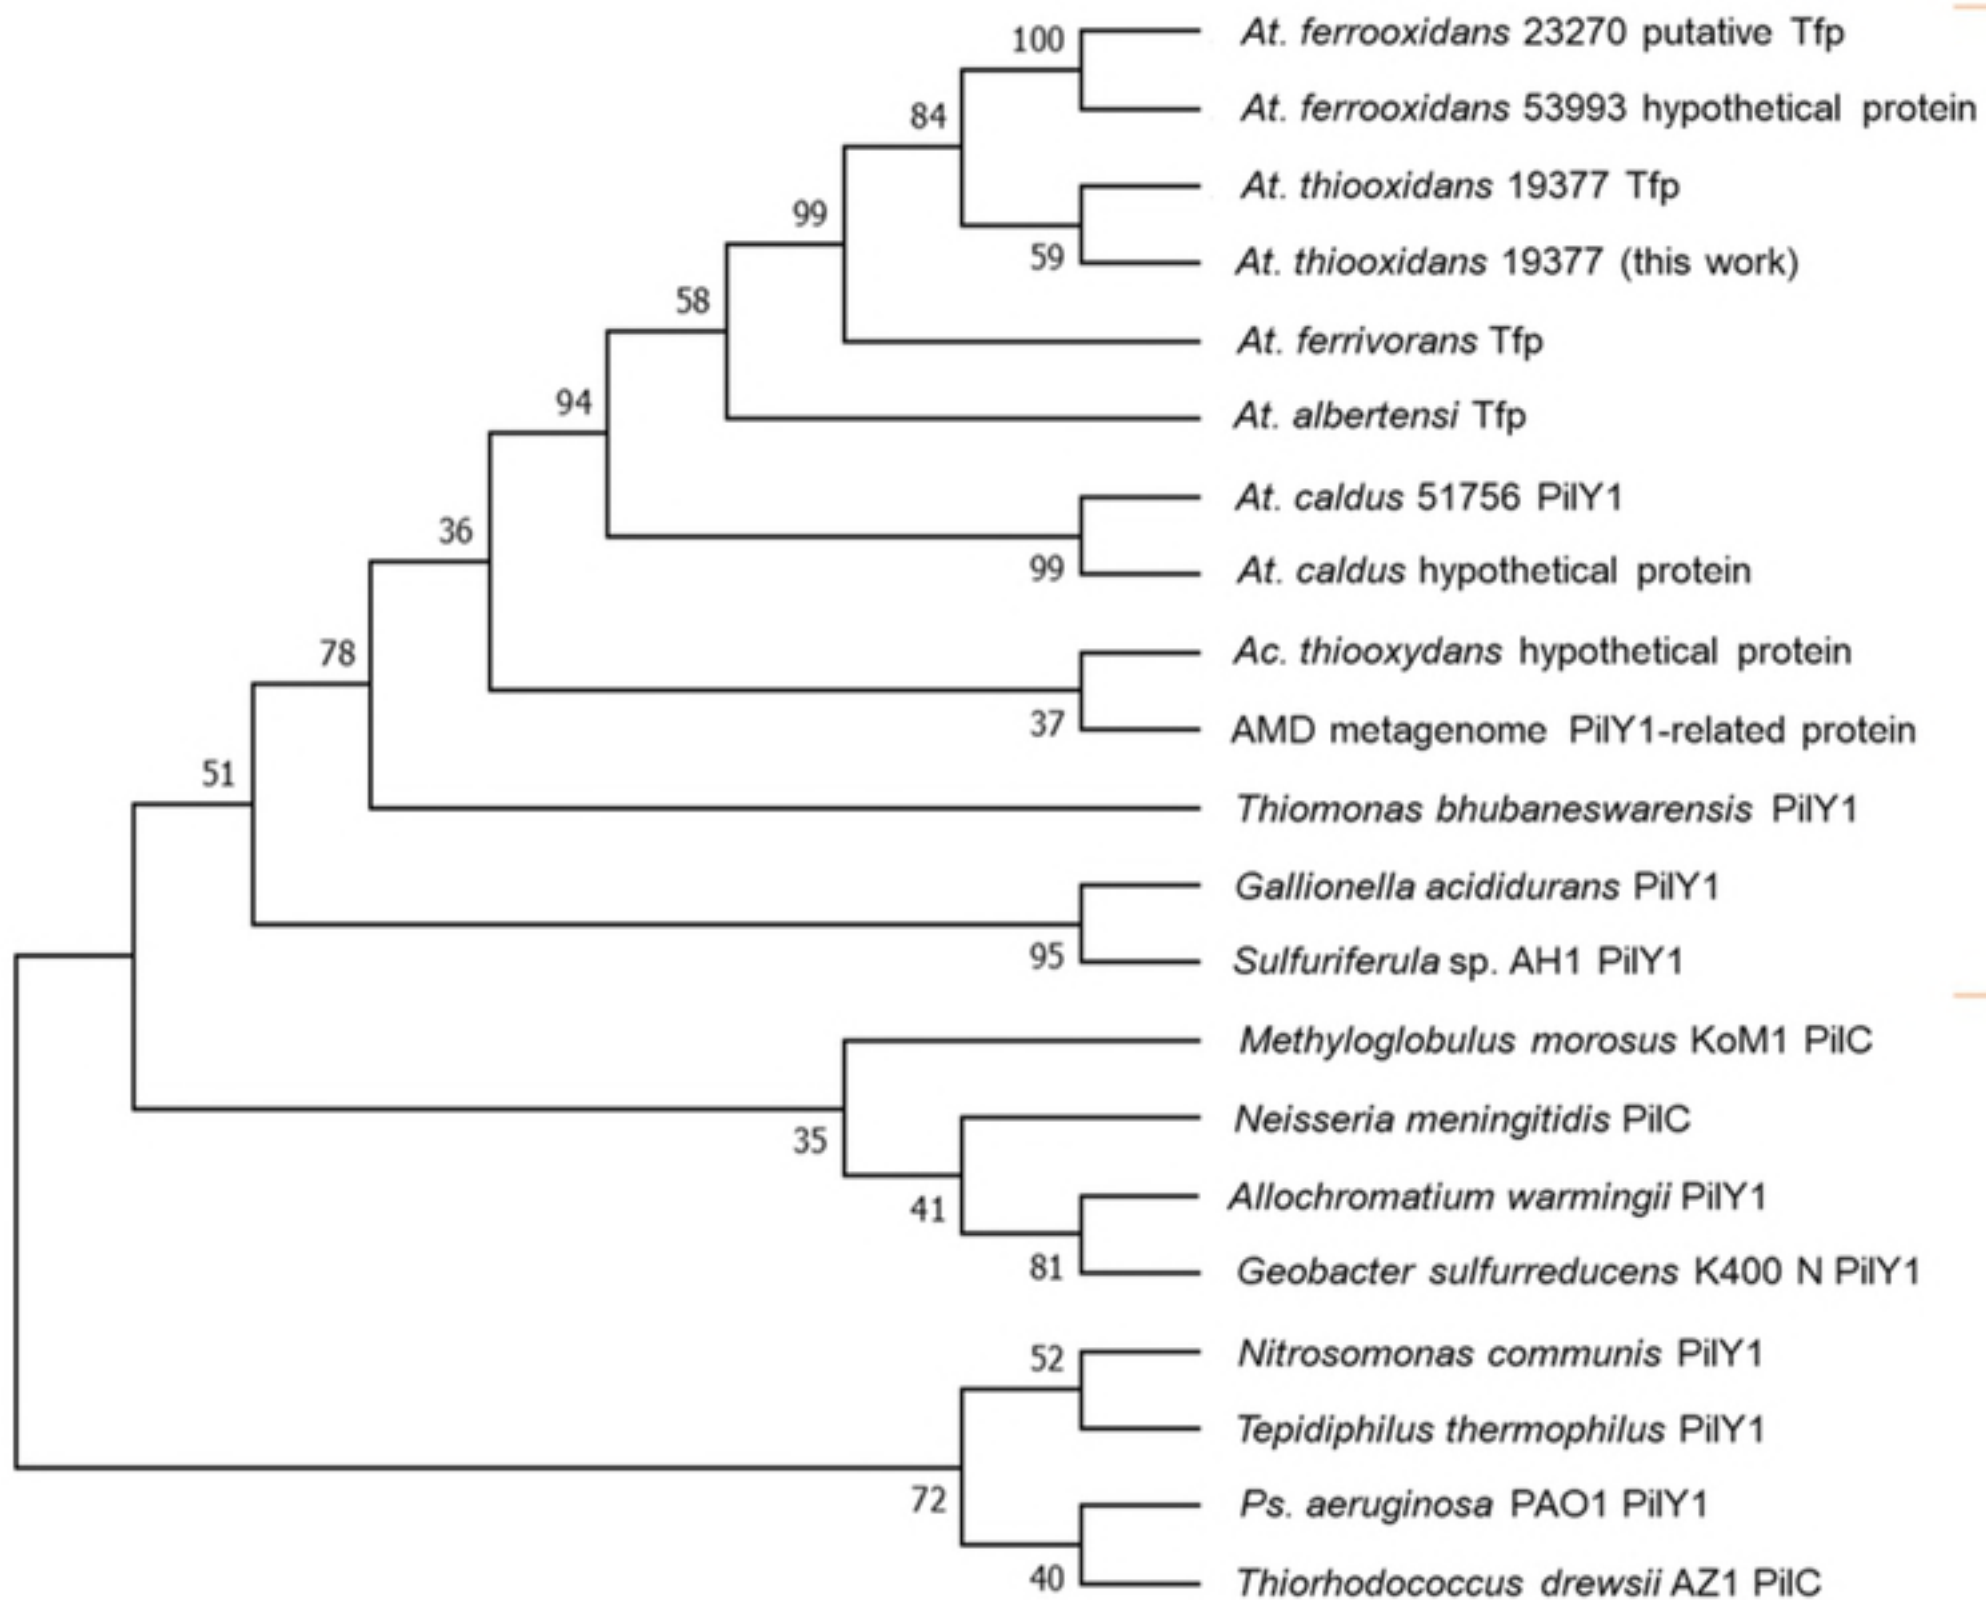 At. ferrooxidans 23270 putative Tfp
100
At. ferrooxidans 53993 hypothetical protein
84
At. thiooxidans 19377 Tfp
99
At. thiooxidans 19377 (this work)
59
58
At. ferrivorans Tfp
94
At. albertensi Tfp
At. caldus 51756 PilY1
36
At. caldus hypothetical protein
99
78
Ac. thiooxydans hypothetical protein
37
AMD metagenome PilY1-related protein
51
Thiomonas bhubaneswarensis PilY1
Gallionella acididurans PilY1
95
Sulfuriferula sp. AH1 PilY1
Methyloglobulus morosus KoM1 PilC
Neisseria meningitidis PilC
35
Allochromatium warmingii PilY1
41
81
Geobacter sulfurreducens K400 N PilY1
52
Nitrosomonas communis PilY1
Tepidiphilus thermophilus PilY1
72
Ps. aeruginosa PAO1 PilY1
40
Thiorhodococcus drewsii AZ1 PilC